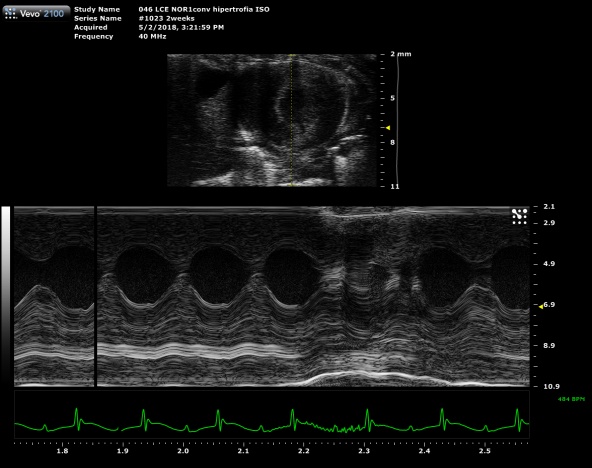 Vevo 2100
Study Name 046 LCE NOR1conv hipertrofia ISO
Series Name #1023 2weeks
Acquired 5/2/2018, 3:21:59 PM
Frequency 40 MHz
2 mm
5
8
11
2.1
2.9
4.9
6.9
8.9
10.9
484 BPM
1.8 1.9 2.0 2.1 2.2 2.3 2.4 2.5